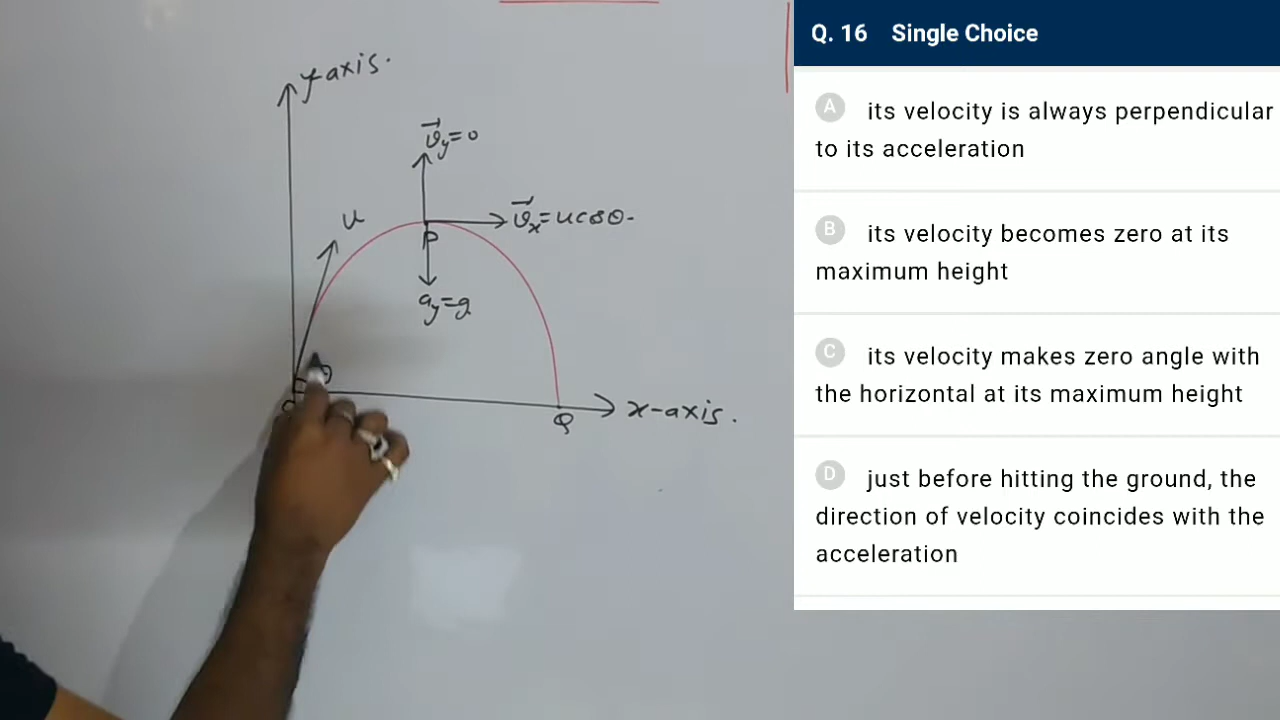 Q. 16 Single Choice
A its velocity is always perpendicular
to its acceleration
B its velocity becomes zero at its
maximum height
C its velocity makes zero angle with
the horizontal at its maximum height
D just before hitting the ground, the
direction of velocity coincides with the
acceleration
y-axis.
v⃗y=0
u
v⃗x=ucosθ
P
ay=g
θ
O
Q
x-axis.